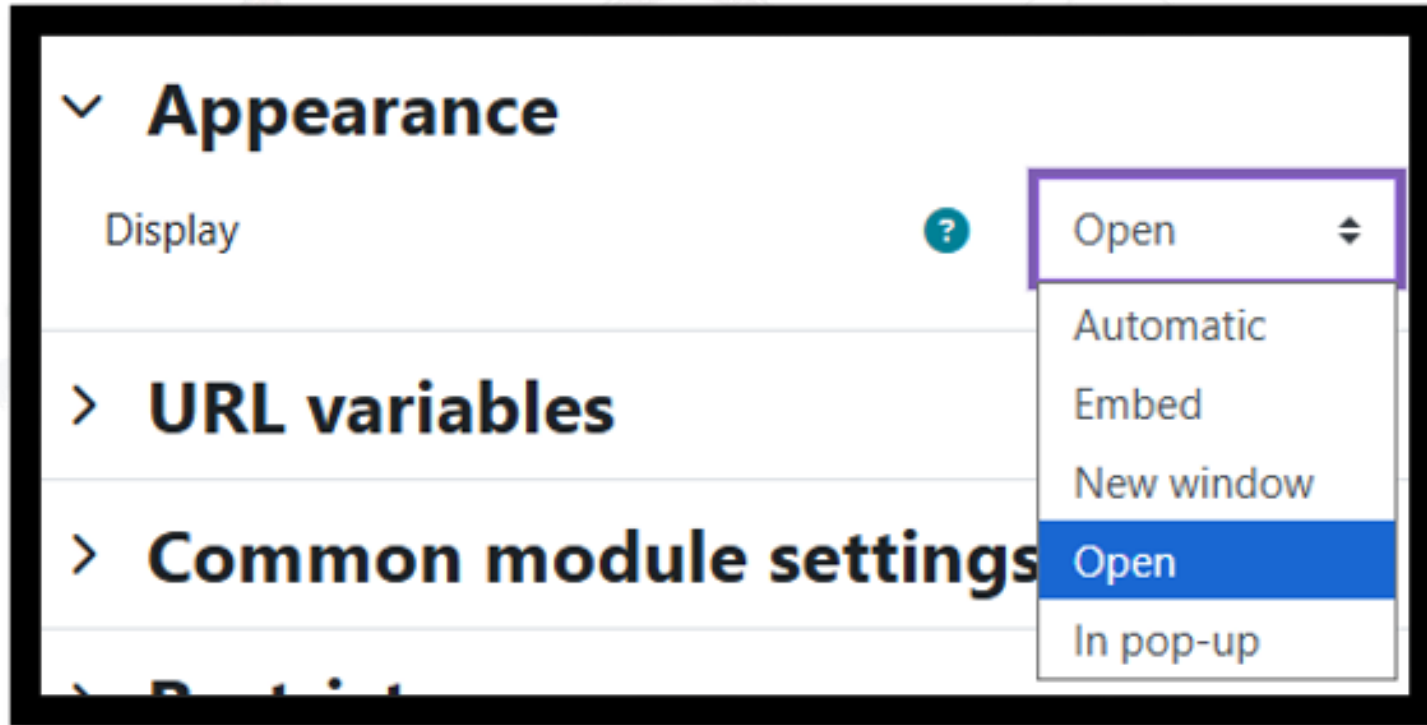 Appearance
Display ? Open
Automatic
Embed
URL variables
New window
Open
Common module settings
In pop-up